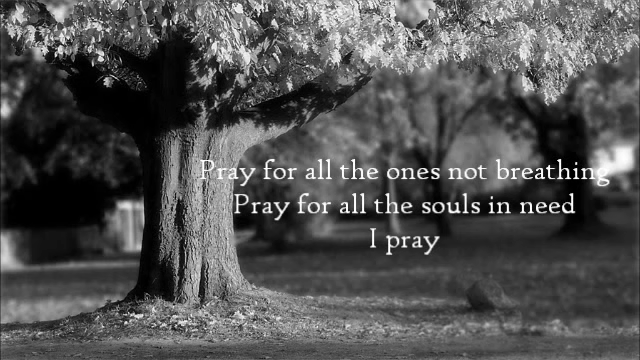 Pray for all the ones not breathing
Pray for all the souls in need
I pray